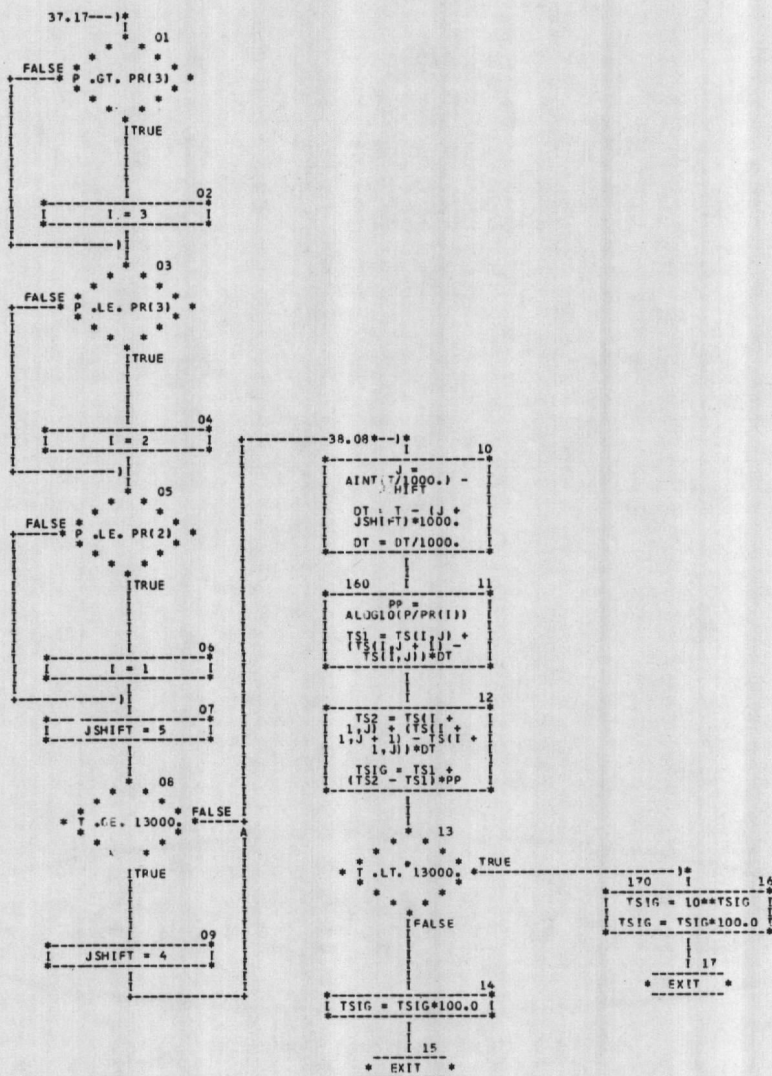 37.17---)*
01
FALSE
P .GT. PR(3)
TRUE
02
I = 3
03
FALSE
P .LE. PR(3)
TRUE
04
I = 2
05
FALSE
P .LE. PR(2)
TRUE
06
I = 1
07
JSHIFT = 5
08
T .GE. 13000.
FALSE
A
TRUE
09
JSHIFT = 4
38.08*--)*
10
J =
AINT(T/1000.) -
HIFT
DT = T - (J +
JSHIFT)*1000.
DT = DT/1000.
160
11
PP =
ALOG10(P/PR(I))
TS1 = TS(I,J) +
(TS(I,J + 1) -
TS(I,J))*DT
12
TS2 = TS(I +
1,J) + (TS(I +
1,J + 1) - TS(I +
1,J))*DT
TSIG = TS1 +
(TS2 - TS1)*PP
13
T .LT. 13000.
TRUE
FALSE
14
TSIG = TSIG*100.0
15
EXIT
170
16
TSIG = 10**TSIG
TSIG = TSIG*100.0
17
EXIT